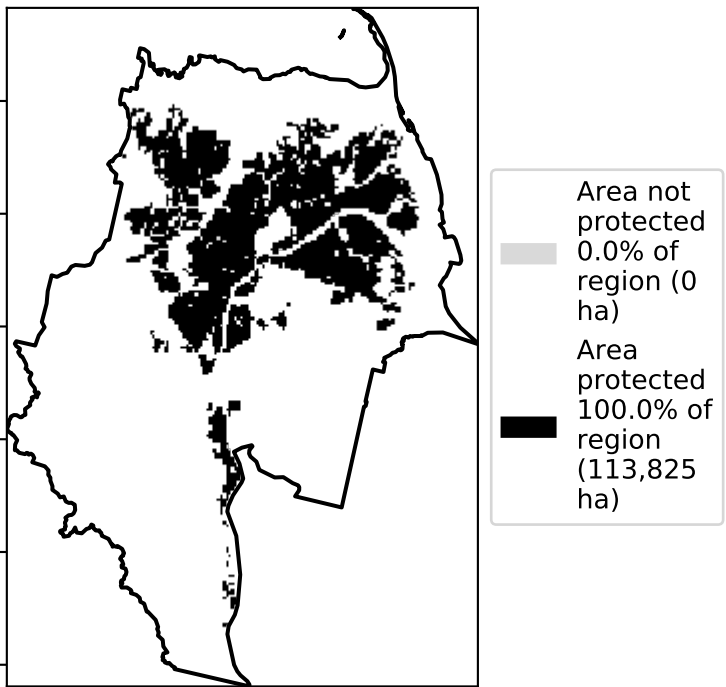 Area not
protected
0.0% of
region (0
ha)
Area
protected
100.0% of
region
(113,825
ha)